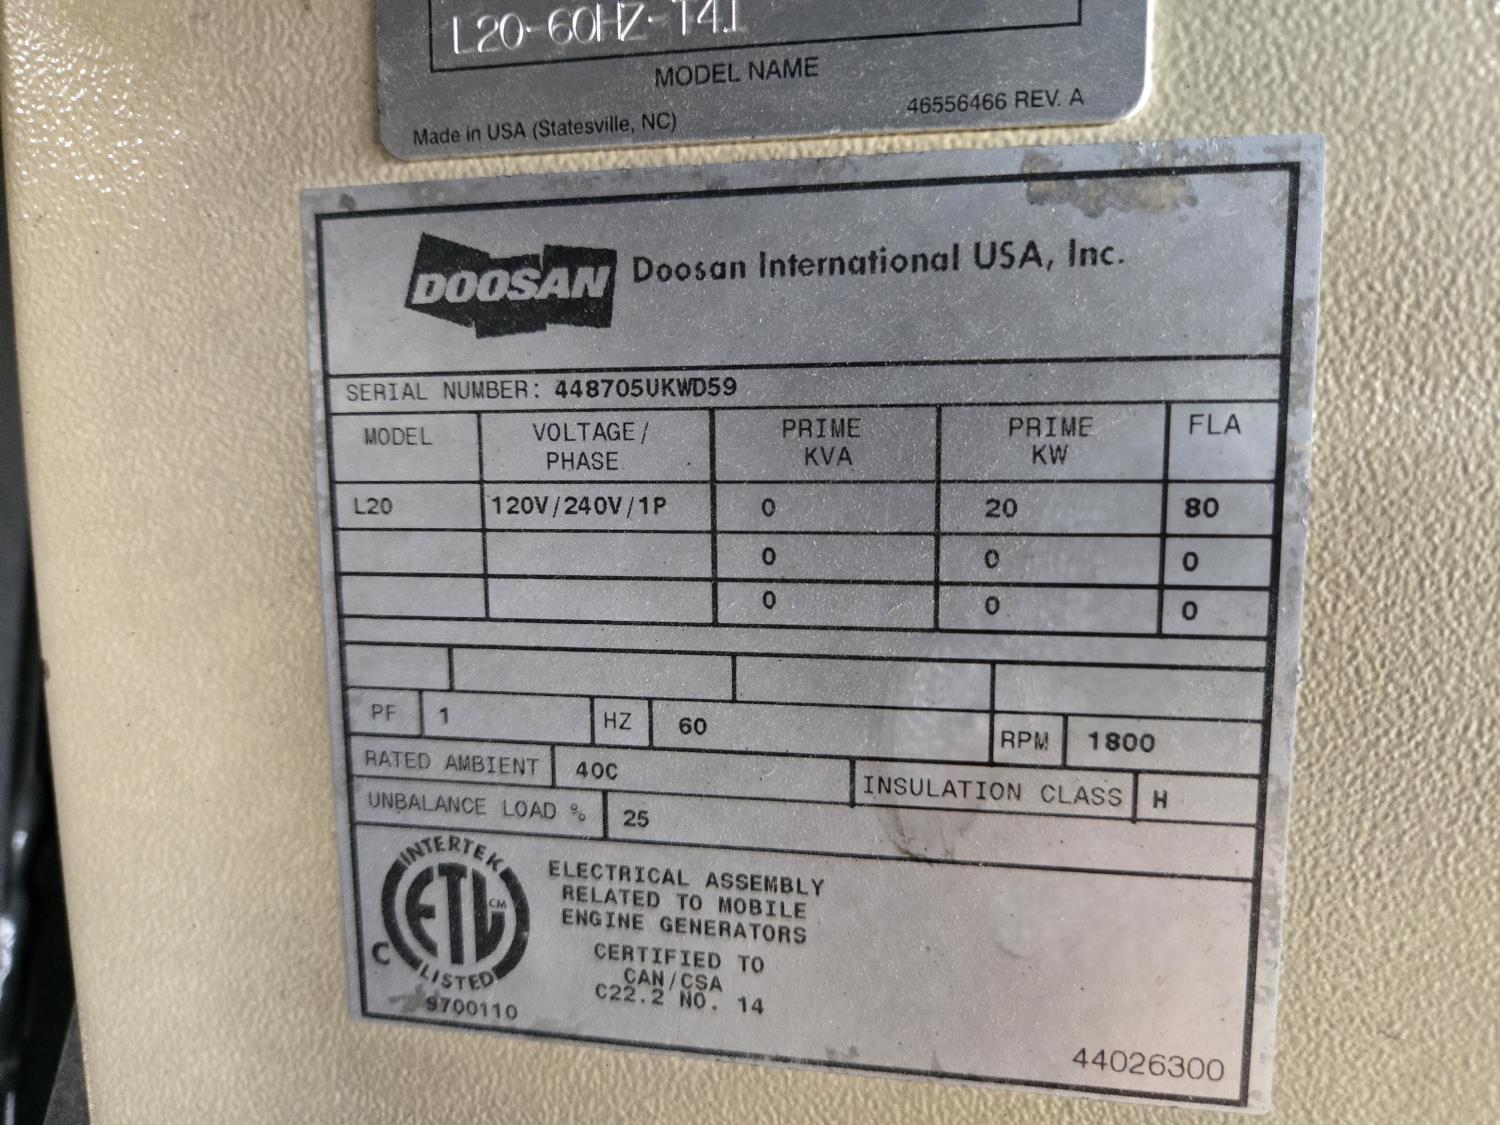 L20-60HZ-T4I
MODEL NAME
Made in USA (Statesville, NC)
46556466 REV. A
DOOSAN Doosan International USA, Inc.
SERIAL NUMBER: 448705UKWD59
MODEL VOLTAGE/ PHASE PRIME KVA PRIME KW FLA
L20 120V/240V/1P 0 20 80
0 0 0
0 0 0
PF 1 HZ 60 RPM 1800
RATED AMBIENT 40C INSULATION CLASS H
UNBALANCE LOAD % 25
INTERTEK
ETL CM
C
LISTED
9700110
ELECTRICAL ASSEMBLY
RELATED TO MOBILE
ENGINE GENERATORS
CERTIFIED TO
CAN/CSA
C22.2 NO. 14
44026300